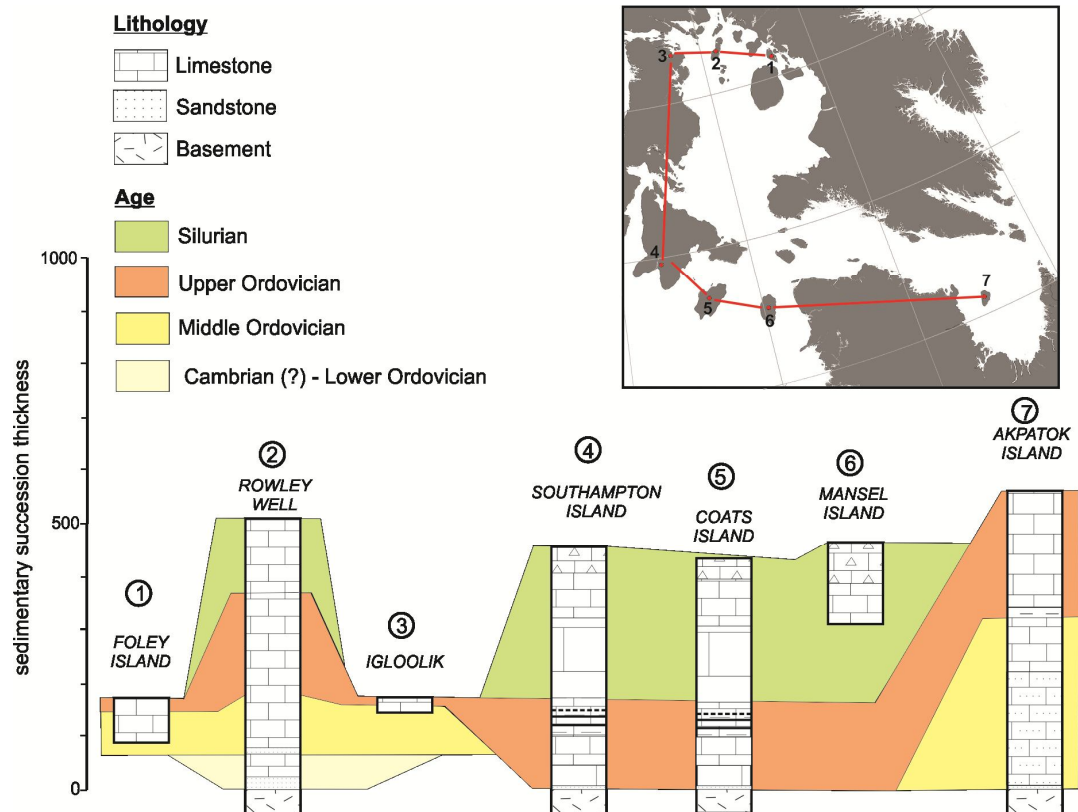 Lithology
Limestone
Sandstone
Basement
Age
Silurian
Upper Ordovician
Middle Ordovician
Cambrian (?) - Lower Ordovician
3
2
1
4
5
6
7
sedimentary succession thickness
1000
500
0
1
FOLEY
ISLAND
2
ROWLEY
WELL
3
IGLOOLIK
4
SOUTHAMPTON
ISLAND
5
COATS
ISLAND
6
MANSEL
ISLAND
7
AKPATOK
ISLAND